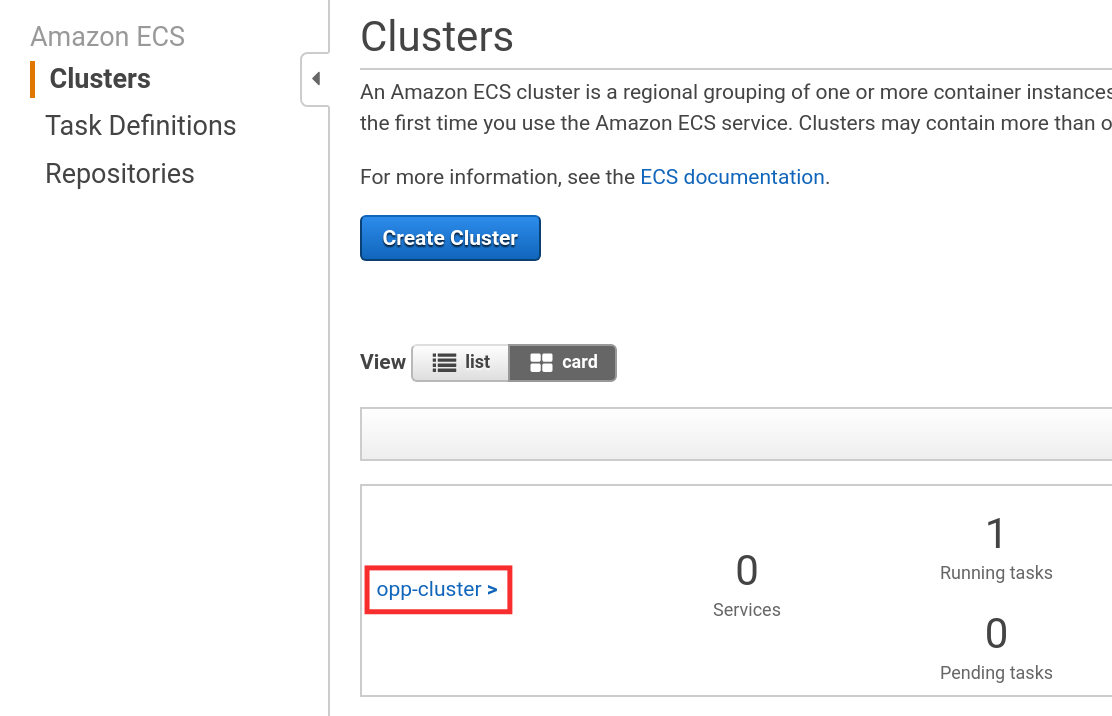 Amazon ECS
Clusters
Task Definitions
Repositories
Clusters
An Amazon ECS cluster is a regional grouping of one or more container instances
the first time you use the Amazon ECS service. Clusters may contain more than o
For more information, see the ECS documentation.
Create Cluster
View list card
opp-cluster >
0
Services
1
Running tasks
0
Pending tasks